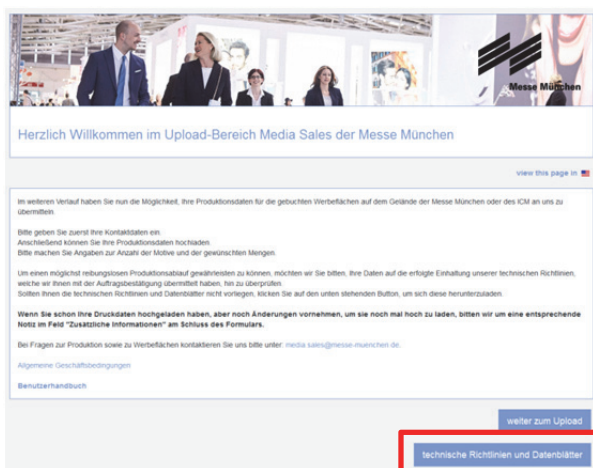 Messe München
Herzlich Willkommen im Upload-Bereich Media Sales der Messe München
view this page in
Im weiteren Verlauf haben Sie nun die Möglichkeit, Ihre Produktionsdaten für die gebuchten Werbeflächen auf dem Gelände der Messe München oder des ICM an uns zu
übermitteln.
Bitte geben Sie zuerst Ihre Kontaktdaten ein.
Anschließend können Sie Ihre Produktionsdaten hochladen.
Bitte machen Sie Angaben zur Anzahl der Motive und der gewünschten Mengen.
Um einen möglichst reibungslosen Produktionsablauf gewährleisten zu können, möchten wir Sie bitten, Ihre Daten auf die erfolgte Einhaltung unserer technischen Richtlinien,
welche wir Ihnen mit der Auftragsbestätigung übermittelt haben, hin zu überprüfen.
Sollten Ihnen die technischen Richtlinien und Datenblätter nicht vorliegen, klicken Sie auf den unten stehenden Button, um sich diese herunterzuladen.
Wenn Sie schon Ihre Druckdaten hochgeladen haben, aber noch Änderungen vornehmen, um sie noch mal hoch zu laden, bitten wir um eine entsprechende
Notiz im Feld "Zusätzliche Informationen" am Schluss des Formulars.
Bei Fragen zur Produktion sowie zu Werbeflächen kontaktieren Sie uns bitte unter: media.sales@messe-muenchen.de.
Allgemeine Geschäftsbedingungen
Benutzerhandbuch
weiter zum Upload
technische Richtlinien und Datenblätter